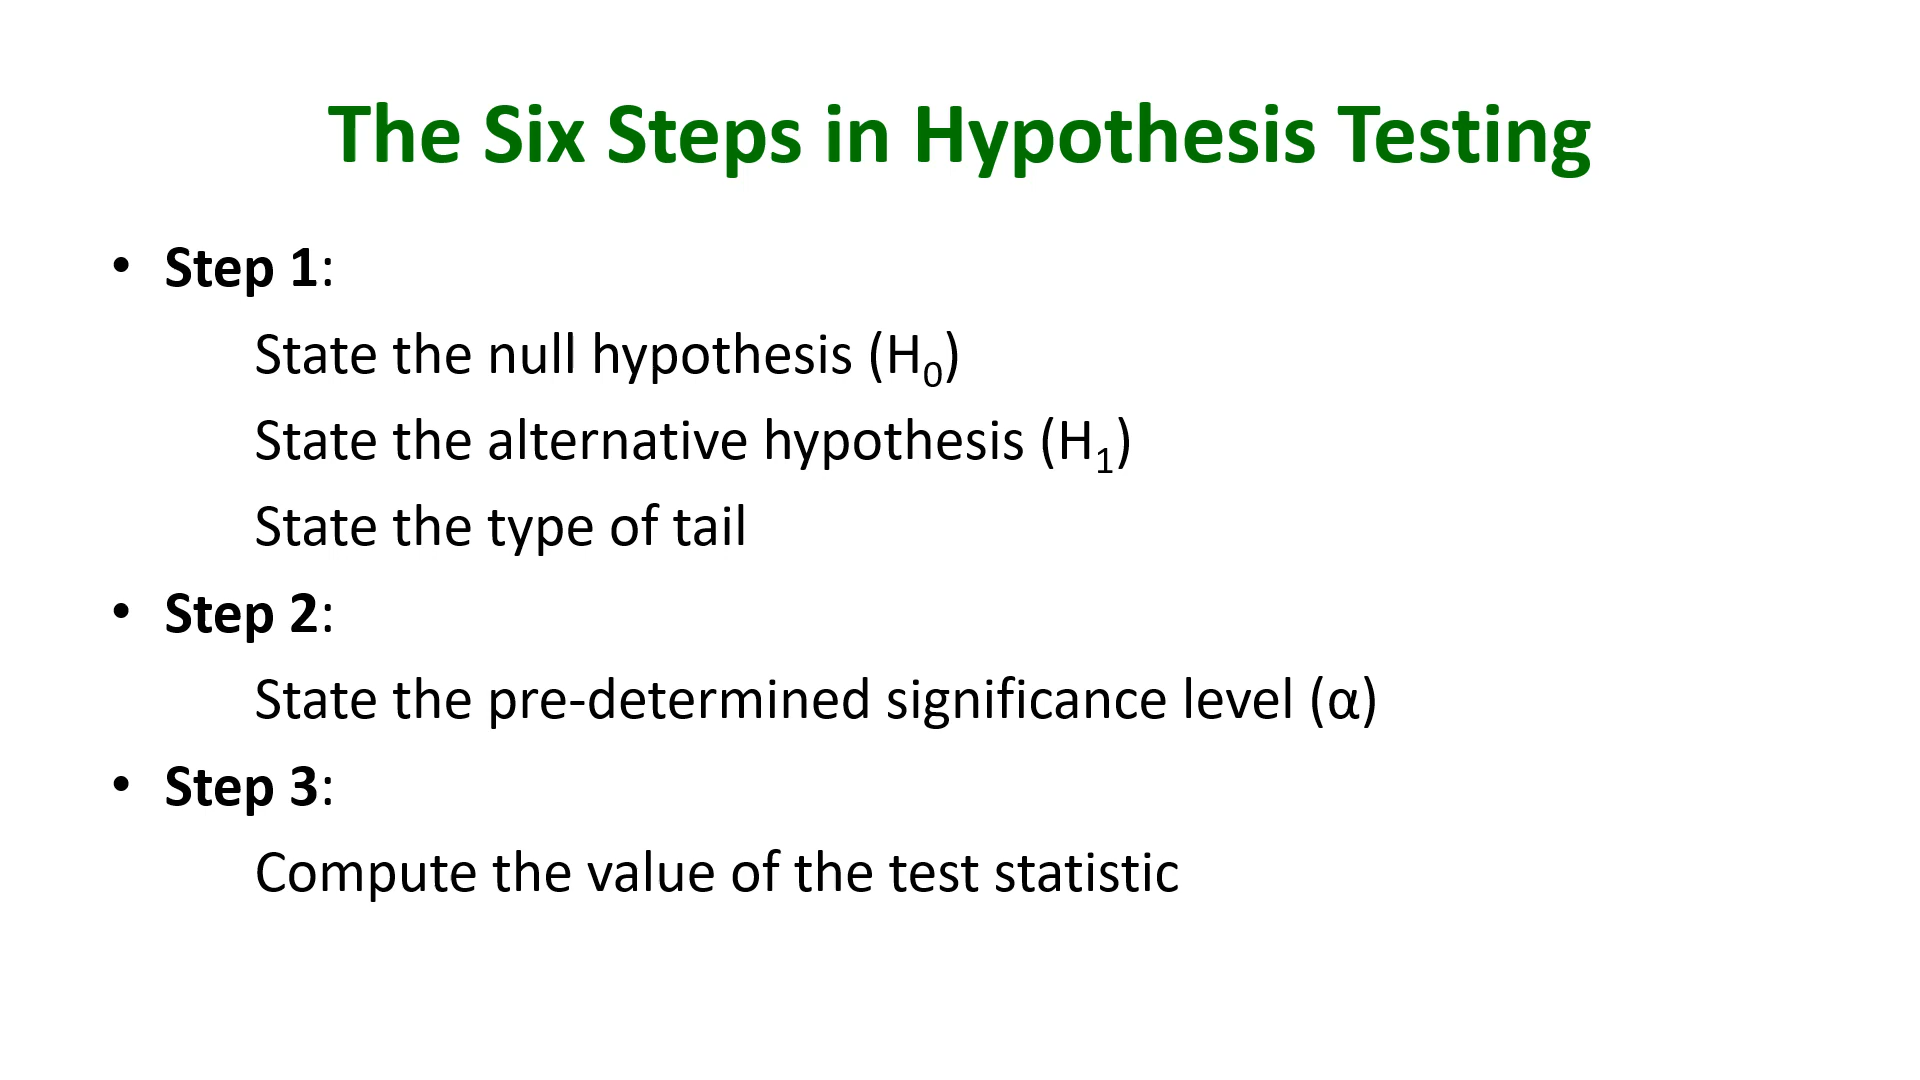 The Six Steps in Hypothesis Testing
• Step 1:
State the null hypothesis (H₀)
State the alternative hypothesis (H₁)
State the type of tail
• Step 2:
State the pre-determined significance level (α)
• Step 3:
Compute the value of the test statistic